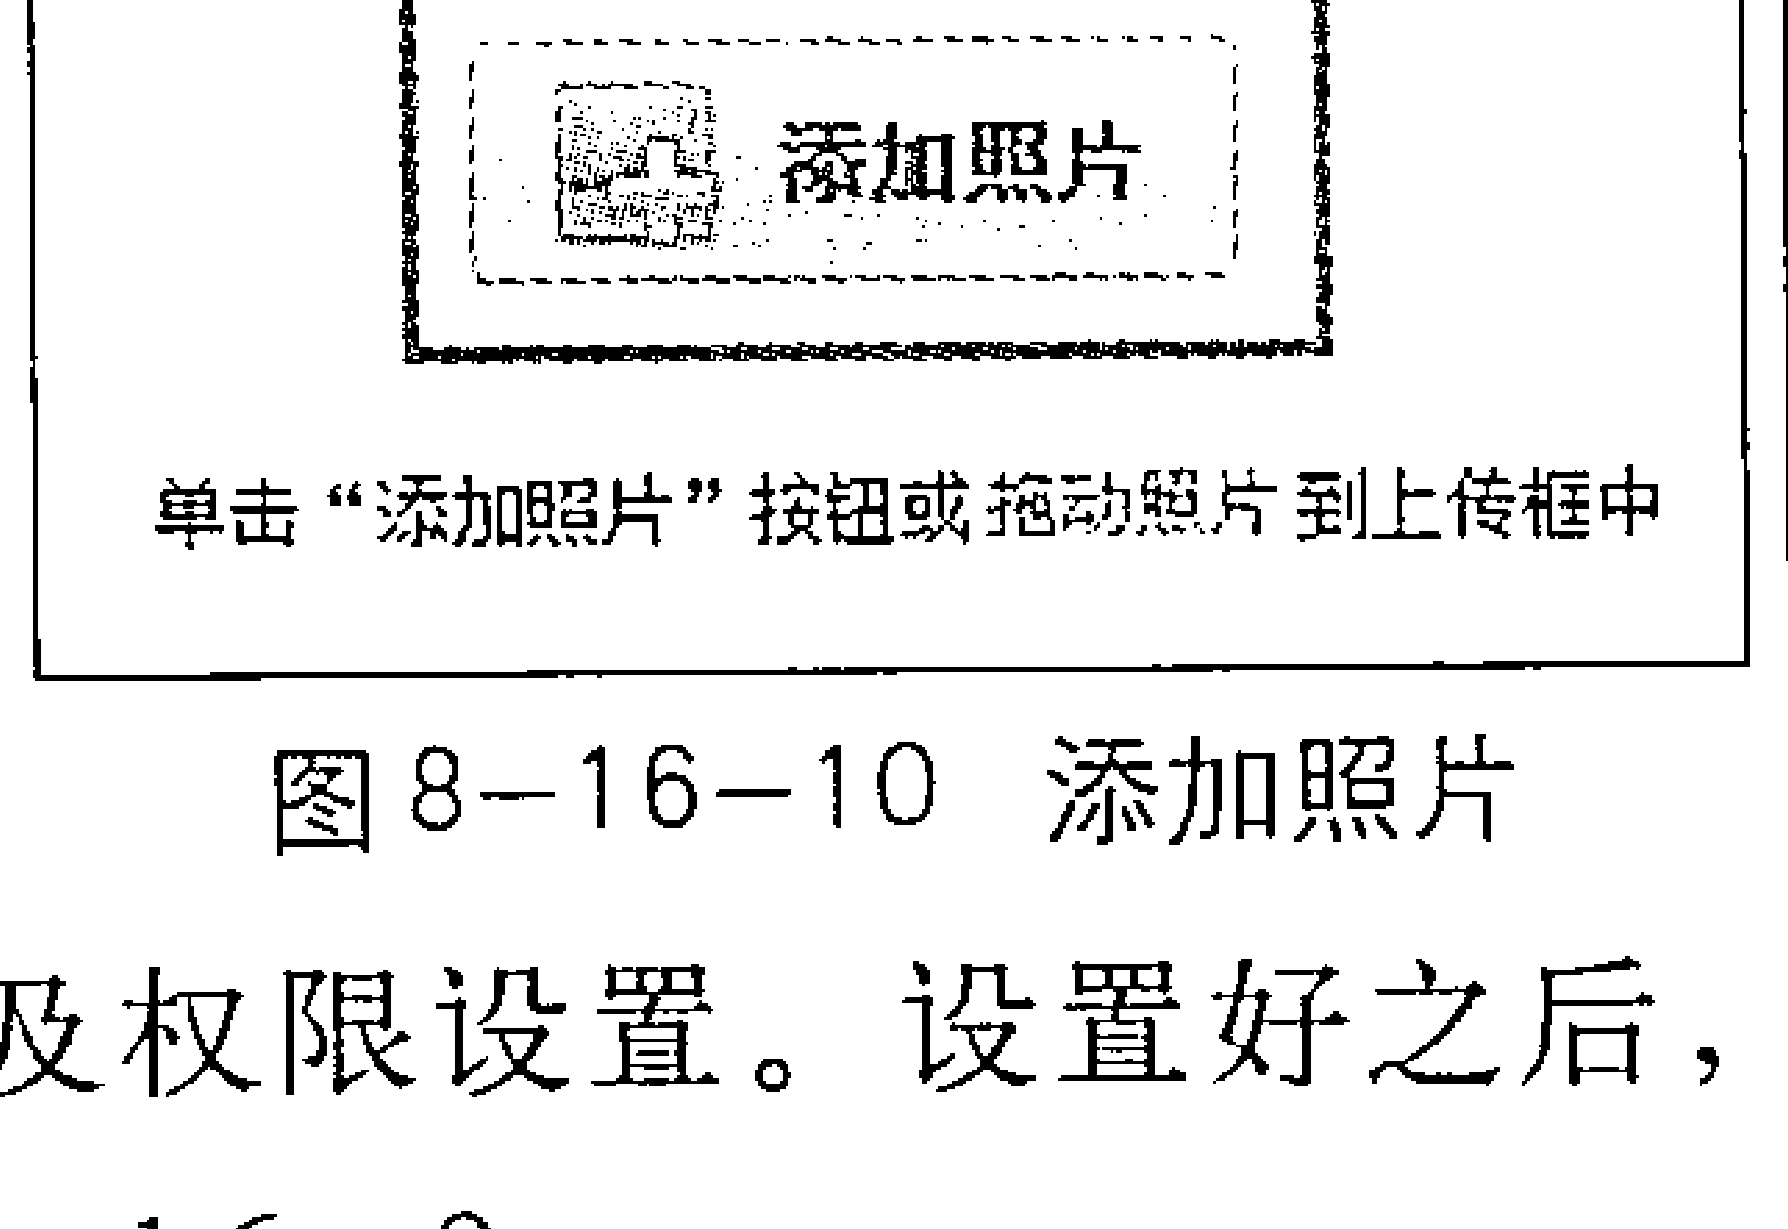 添加照片
单击“添加照片”按钮或拖动照片到上传框中
图8-16-10 添加照片
及权限设置。设置好之后，